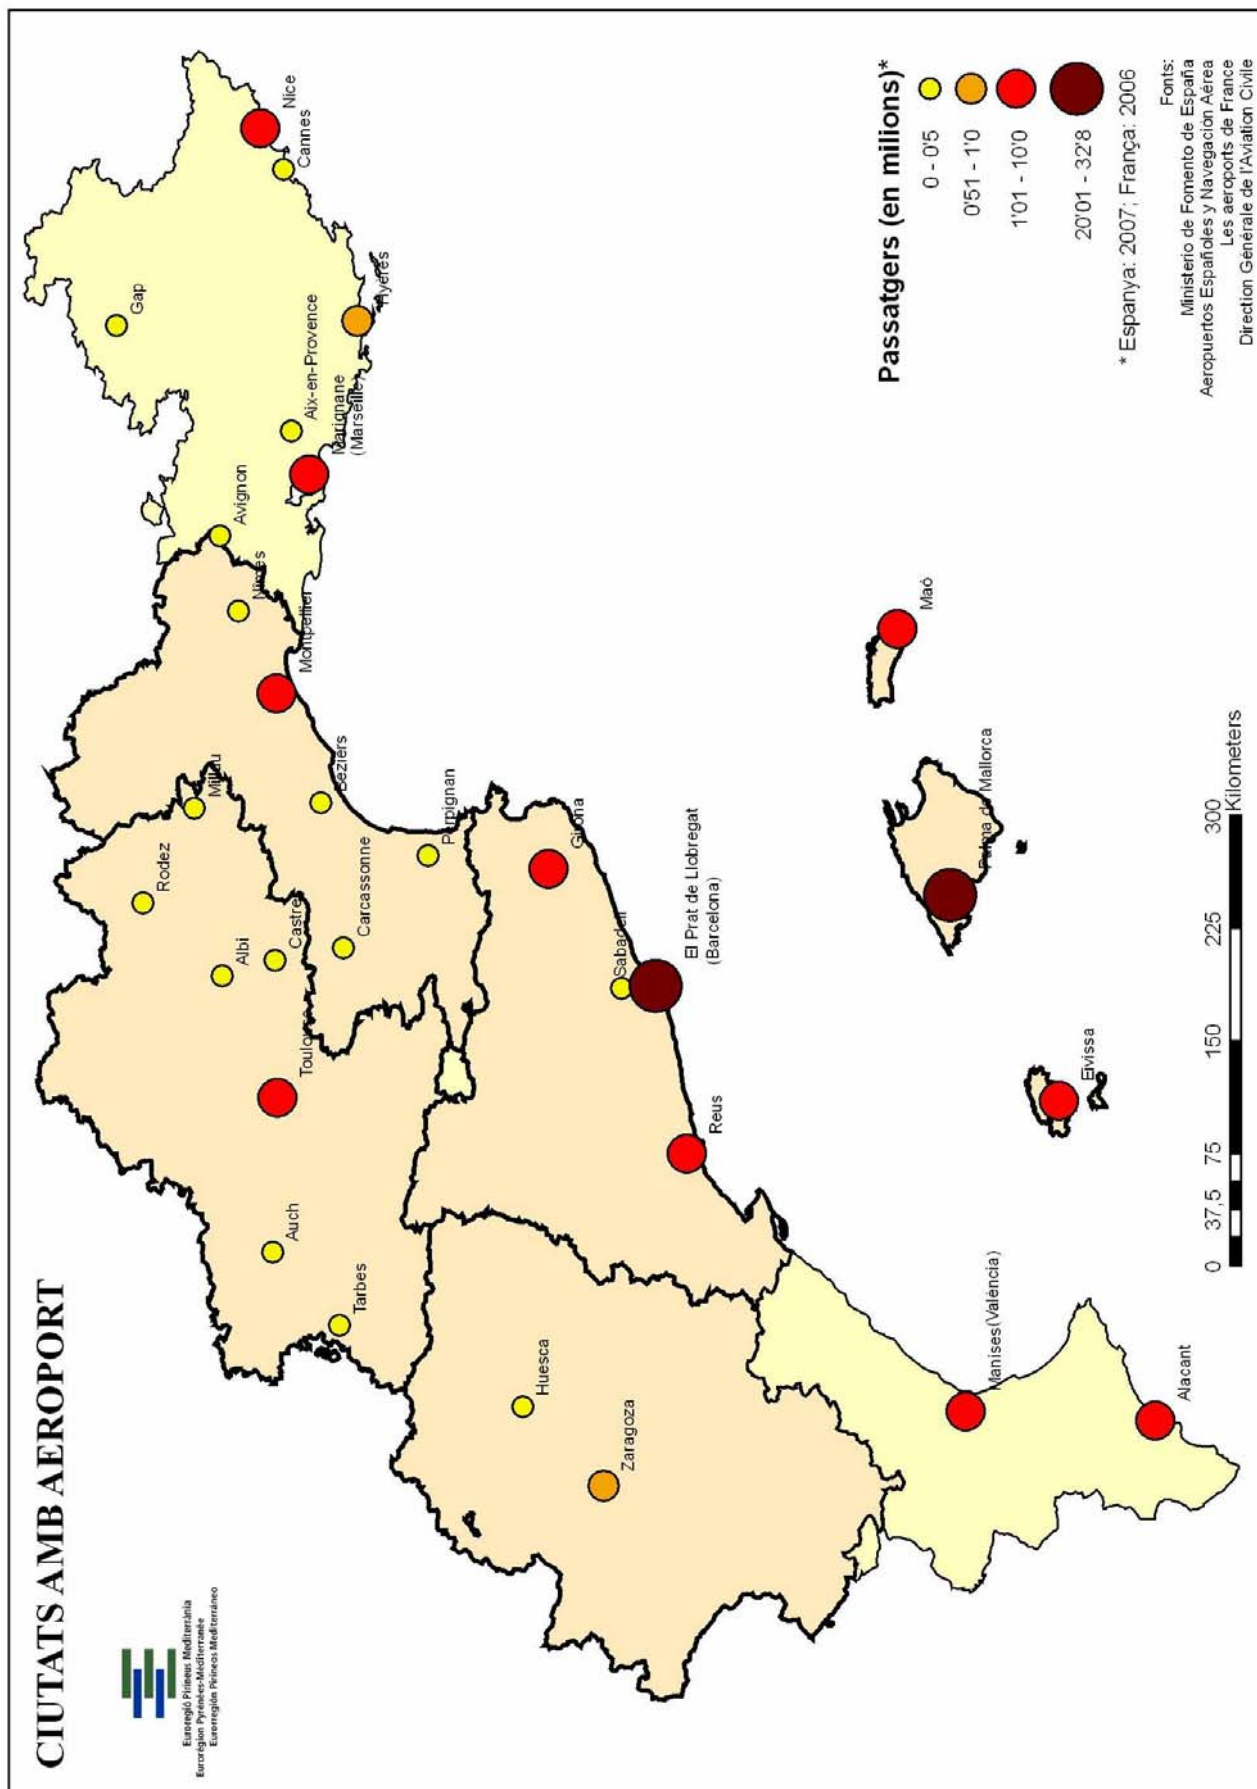 CIUTATS AMB AEROPORT
Euroregió Pirineus Mediterrània
Eurorégion Pyrénées-Méditerranée
Eurorregión Pirineos Mediterráneo
Gap
Nice
Cannes
Hyères
Aix-en-Provence
Marignane
(Marseille)
Avignon
Nîmes
Montpellier
Millau
Béziers
Rodez
Albi
Castres
Carcassonne
Perpignan
Toulouse
Auch
Tarbes
Girona
Sabadell
El Prat de Llobregat
(Barcelona)
Reus
Huesca
Zaragoza
Maó
Palma de Mallorca
Eivissa
Manises(València)
Alacant
Passatgers (en milions)*
0 - 0'5
0'51 - 1'0
1'01 - 10'0
20'01 - 32'8
* Espanya: 2007; França: 2006
Fonts:
Ministerio de Fomento de España
Aeropuertos Españoles y Navegación Aérea
Les aeroports de France
Direction Générale de l'Aviation Civile
0 37,5 75 150 225 300
Kilometers